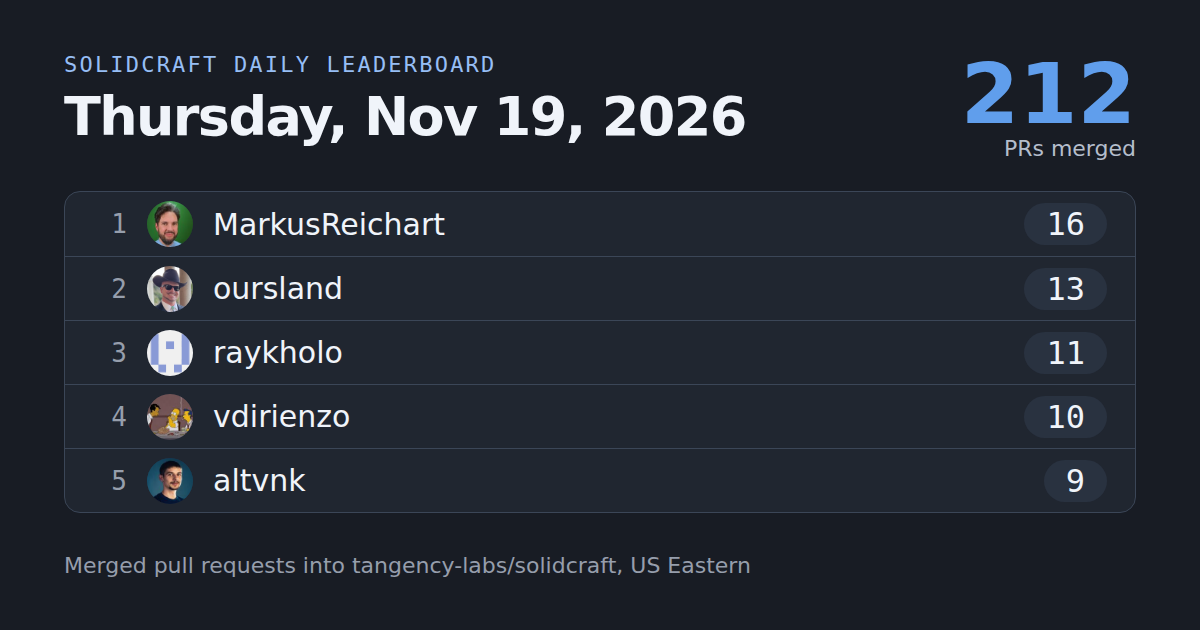 SOLIDCRAFT DAILY LEADERBOARD
Thursday, Nov 19, 2026
212
PRs merged
1 MarkusReichart 16
2 oursland 13
3 raykholo 11
4 vdirienzo 10
5 altvnk 9
Merged pull requests into tangency-labs/solidcraft, US Eastern